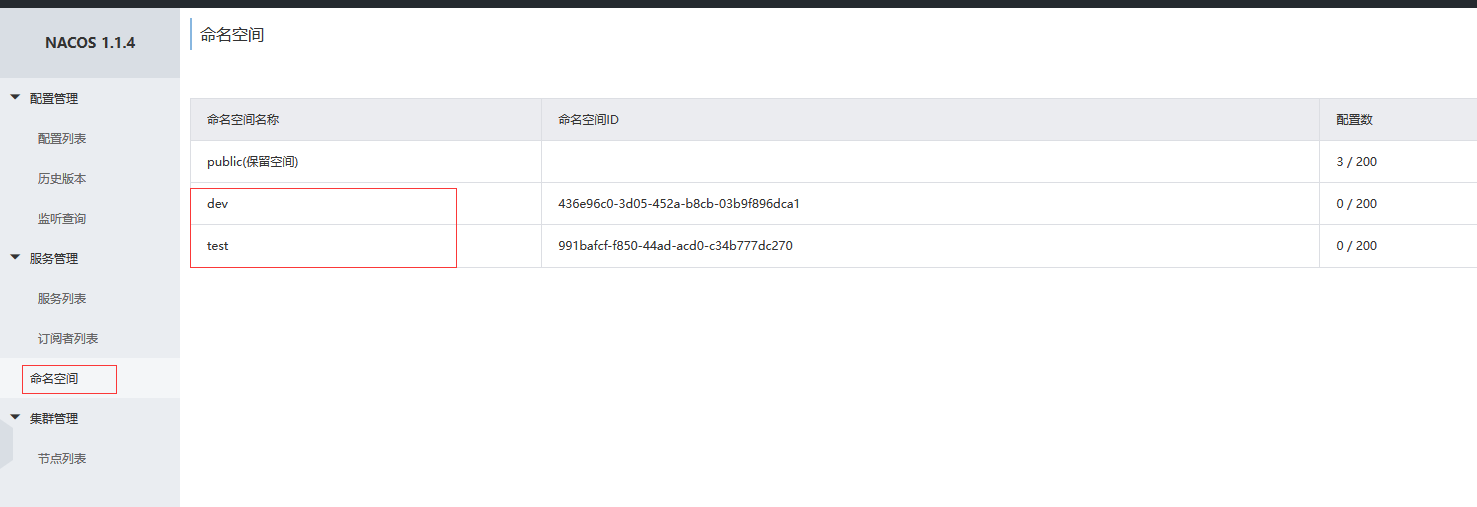 NACOS 1.1.4
配置管理
配置列表
历史版本
监听查询
服务管理
服务列表
订阅者列表
命名空间
集群管理
节点列表
命名空间
命名空间名称 命名空间ID 配置数
public(保留空间) 3 / 200
dev 436e96c0-3d05-452a-b8cb-03b9f896dca1 0 / 200
test 991bafcf-f850-44ad-acd0-c34b777dc270 0 / 200